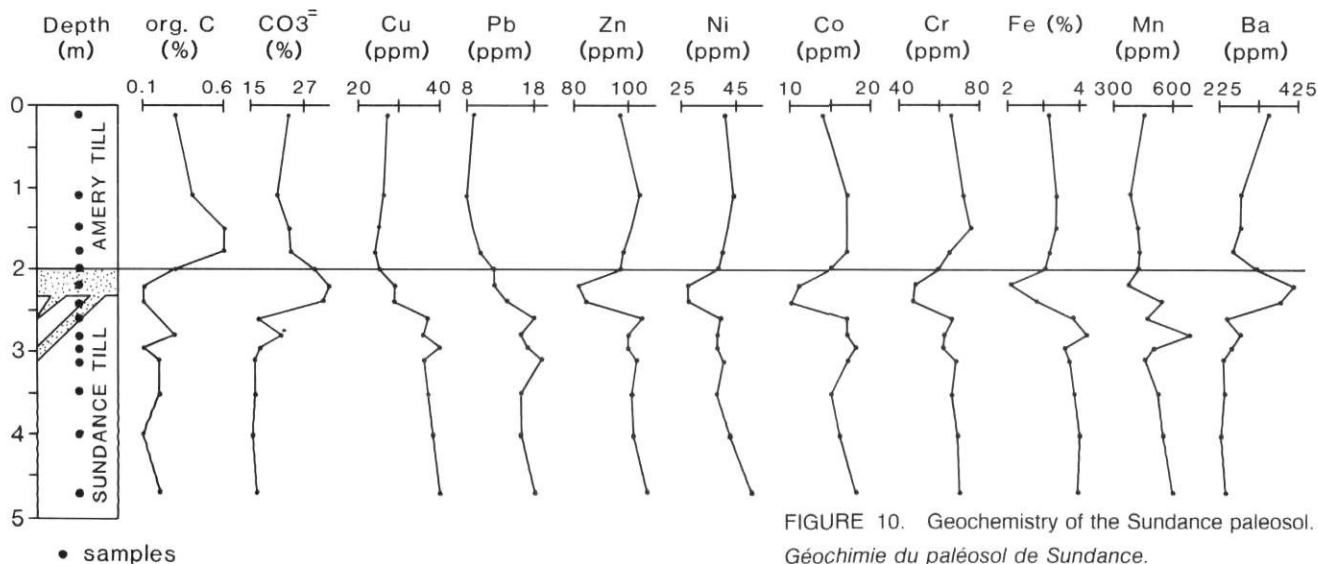 Depth org. C CO3= Cu Pb Zn Ni Co Cr Fe (%) Mn Ba
(m) (%) (%) (ppm) (ppm) (ppm) (ppm) (ppm) (ppm) (ppm) (ppm)
0.1 0.6 15 27 20 40 8 18 80 100 25 45 10 20 40 80 2 4 300 600 225 425
0
1
2
3
4
5
AMERY TILL
SUNDANCE TILL
• samples
FIGURE 10. Geochemistry of the Sundance paleosol.
Géochimie du paléosol de Sundance.